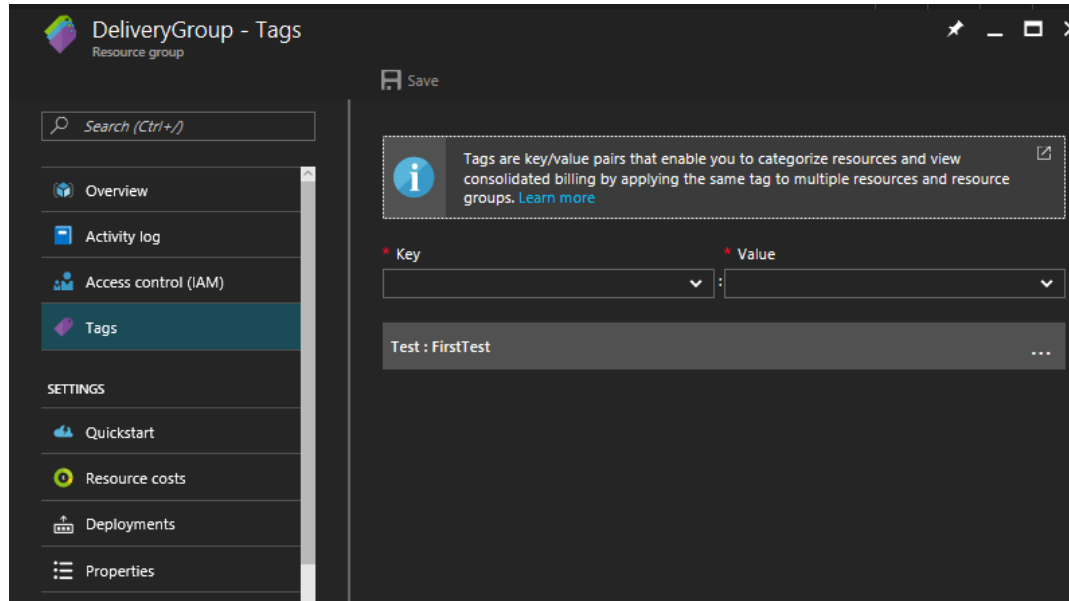 DeliveryGroup - Tags
Resource group
Save
Search (Ctrl+/)
Overview
Activity log
Access control (IAM)
Tags
SETTINGS
Quickstart
Resource costs
Deployments
Properties
Tags are key/value pairs that enable you to categorize resources and view
consolidated billing by applying the same tag to multiple resources and resource
groups. Learn more
* Key
* Value
:
Test : FirstTest
...